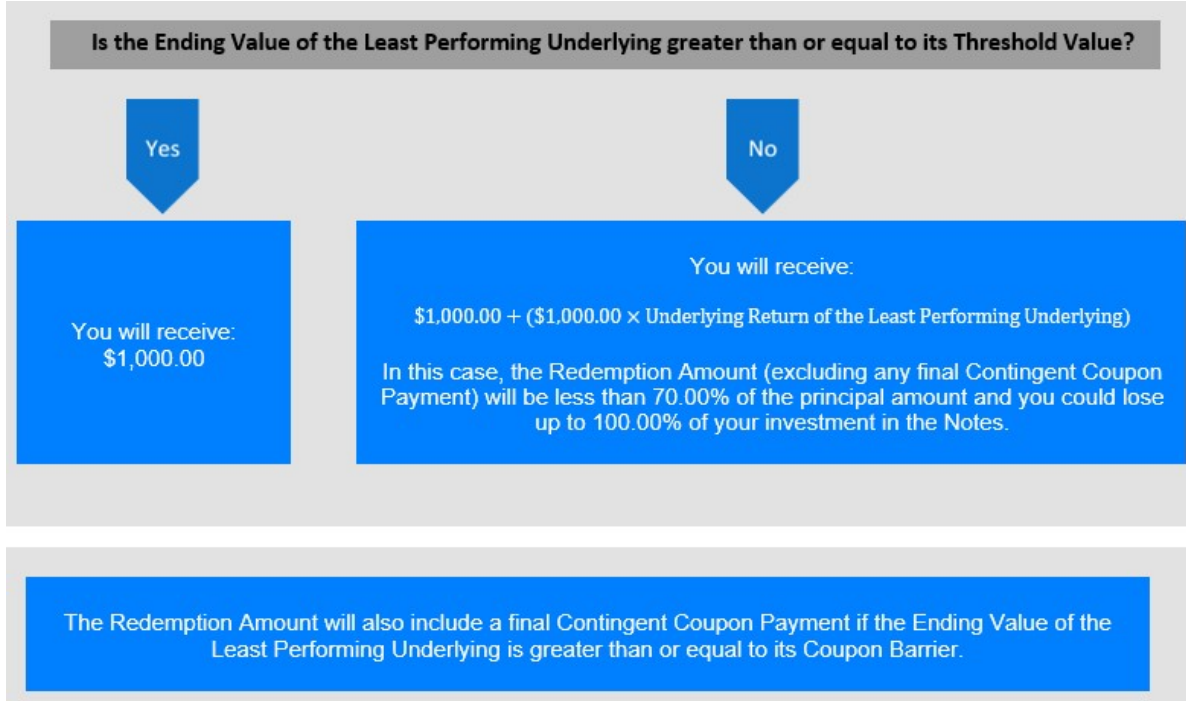 Is the Ending Value of the Least Performing Underlying greater than or equal to its Threshold Value?
Yes
No
You will receive:
$1,000.00
You will receive:
$1,000.00 + ($1,000.00 × Underlying Return of the Least Performing Underlying)
In this case, the Redemption Amount (excluding any final Contingent Coupon
Payment) will be less than 70.00% of the principal amount and you could lose
up to 100.00% of your investment in the Notes.
The Redemption Amount will also include a final Contingent Coupon Payment if the Ending Value of the
Least Performing Underlying is greater than or equal to its Coupon Barrier.